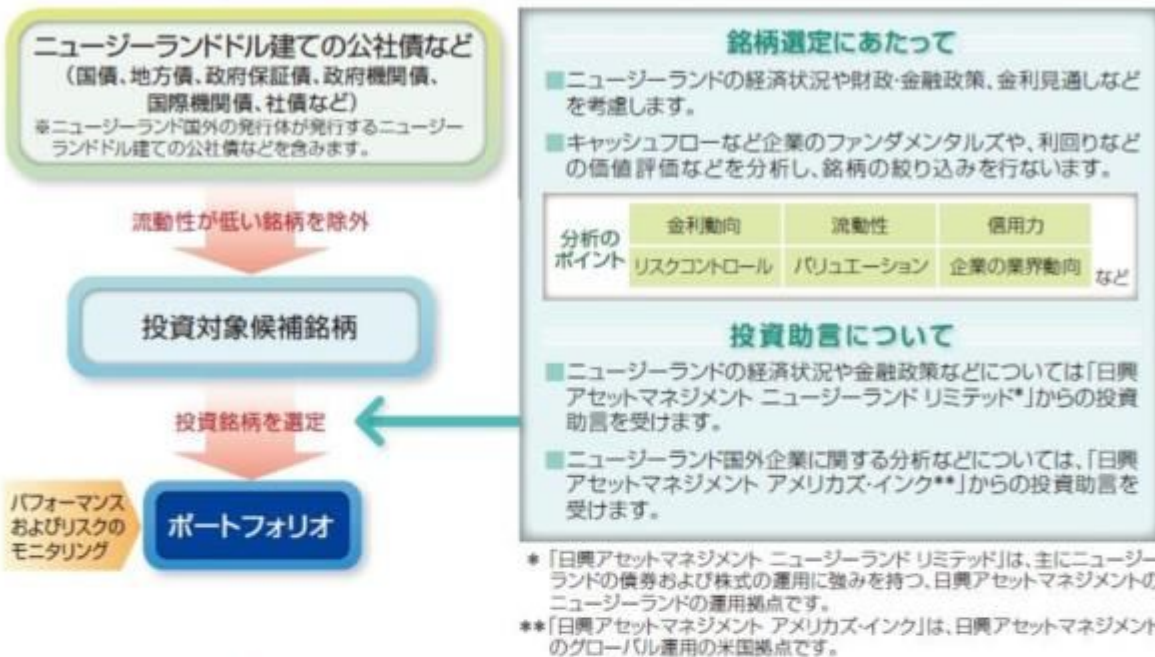 ニュージーランドドル建ての公社債など
(国債、地方債、政府保証債、政府機関債、
国際機関債、社債など)
※ニュージーランド国外の発行体が発行するニュージー
ランドドル建ての公社債などを含みます。
流動性が低い銘柄を除外
投資対象候補銘柄
投資銘柄を選定
パフォーマンス
およびリスクの
モニタリング
ポートフォリオ
銘柄選定にあたって
■ニュージーランドの経済状況や財政・金融政策、金利見通しなど
を考慮します。
■キャッシュフローなど企業のファンダメンタルズや、利回りなど
の価値評価などを分析し、銘柄の絞り込みを行ないます。
分析の
ポイント
金利動向 流動性 信用力
リスクコントロール バリュエーション 企業の業界動向 など
投資助言について
■ニュージーランドの経済状況や金融政策などについては「日興
アセットマネジメント ニュージーランド リミテッド*」からの投資
助言を受けます。
■ニュージーランド国外企業に関する分析などについては、「日興
アセットマネジメント アメリカズ・インク**」からの投資助言を
受けます。
*「日興アセットマネジメント ニュージーランド リミテッド」は、主にニュージー
ランドの債券および株式の運用に強みを持つ、日興アセットマネジメントの
ニュージーランドの運用拠点です。
**「日興アセットマネジメント アメリカズ・インク」は、日興アセットマネジメント
のグローバル運用の米国拠点です。